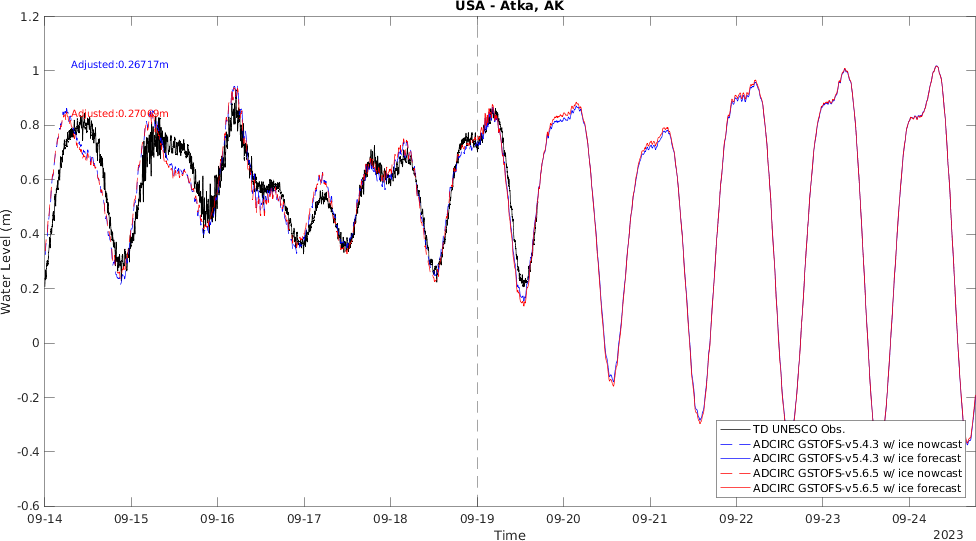 USA - Atka, AK
1.2
1
0.8
0.6
0.4
0.2
0
-0.2
-0.4
-0.6
Water Level (m)
Adjusted:0.26717m
TD UNESCO Obs.
ADCIRC GSTOFS-v5.4.3 w/ ice nowcast
ADCIRC GSTOFS-v5.4.3 w/ ice forecast
ADCIRC GSTOFS-v5.6.5 w/ ice nowcast
ADCIRC GSTOFS-v5.6.5 w/ ice forecast
09-14 09-15 09-16 09-17 09-18 09-19 09-20 09-21 09-22 09-23 09-24
Time
2023